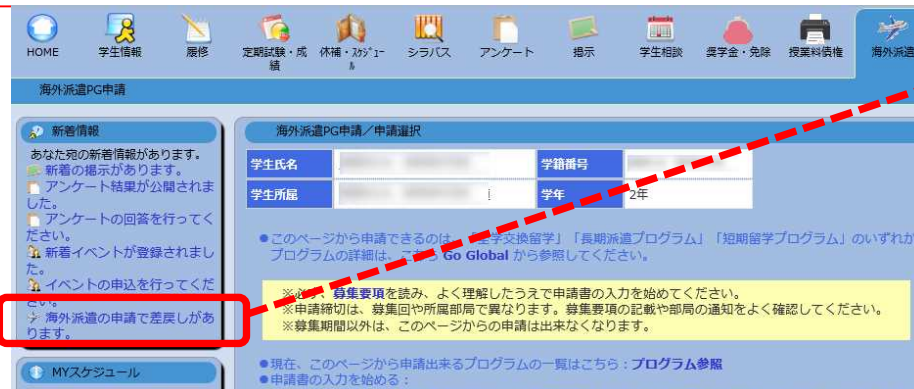 HOME
学生情報
履修
定期試験・成
績
休補・スケジュー
ル
シラバス
アンケート
掲示
学生相談
奨学金・免除
授業料債権
海外派遣
海外派遣PG申請
新着情報
あなた宛の新着情報があります。
新着の掲示があります。
アンケート結果が公開されま
した。
アンケートの回答を行ってく
ださい。
新着イベントが登録されまし
た。
イベントの申込を行ってくだ
さい。
海外派遣の申請で差戻しがあ
ります。
MYスケジュール
海外派遣PG申請/申請選択
学生氏名
学籍番号
学生所属
学年
2年
●このページから申請できるのは、「全学交換留学」「長期派遣プログラム」「短期留学プログラム」のいずれか
プログラムの詳細は、こちら Go Global から参照してください。
※必ず、募集要項を読み、よく理解したうえで申請書の入力を始めてください。
※申請締切は、募集回や所属部局で異なります。募集要項の記載や部局の通知をよく確認してください。
※募集期間以外は、このページからの申請は出来なくなります。
●現在、このページから申請出来るプログラムの一覧はこちら：プログラム参照
●申請書の入力を始める：